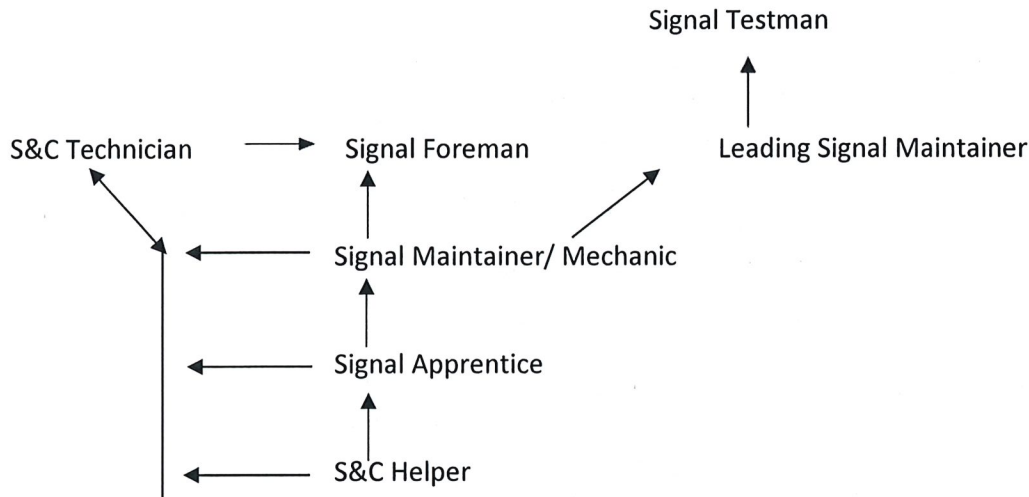 Signal Testman
S&C Technician Signal Foreman Leading Signal Maintainer
Signal Maintainer/ Mechanic
Signal Apprentice
S&C Helper